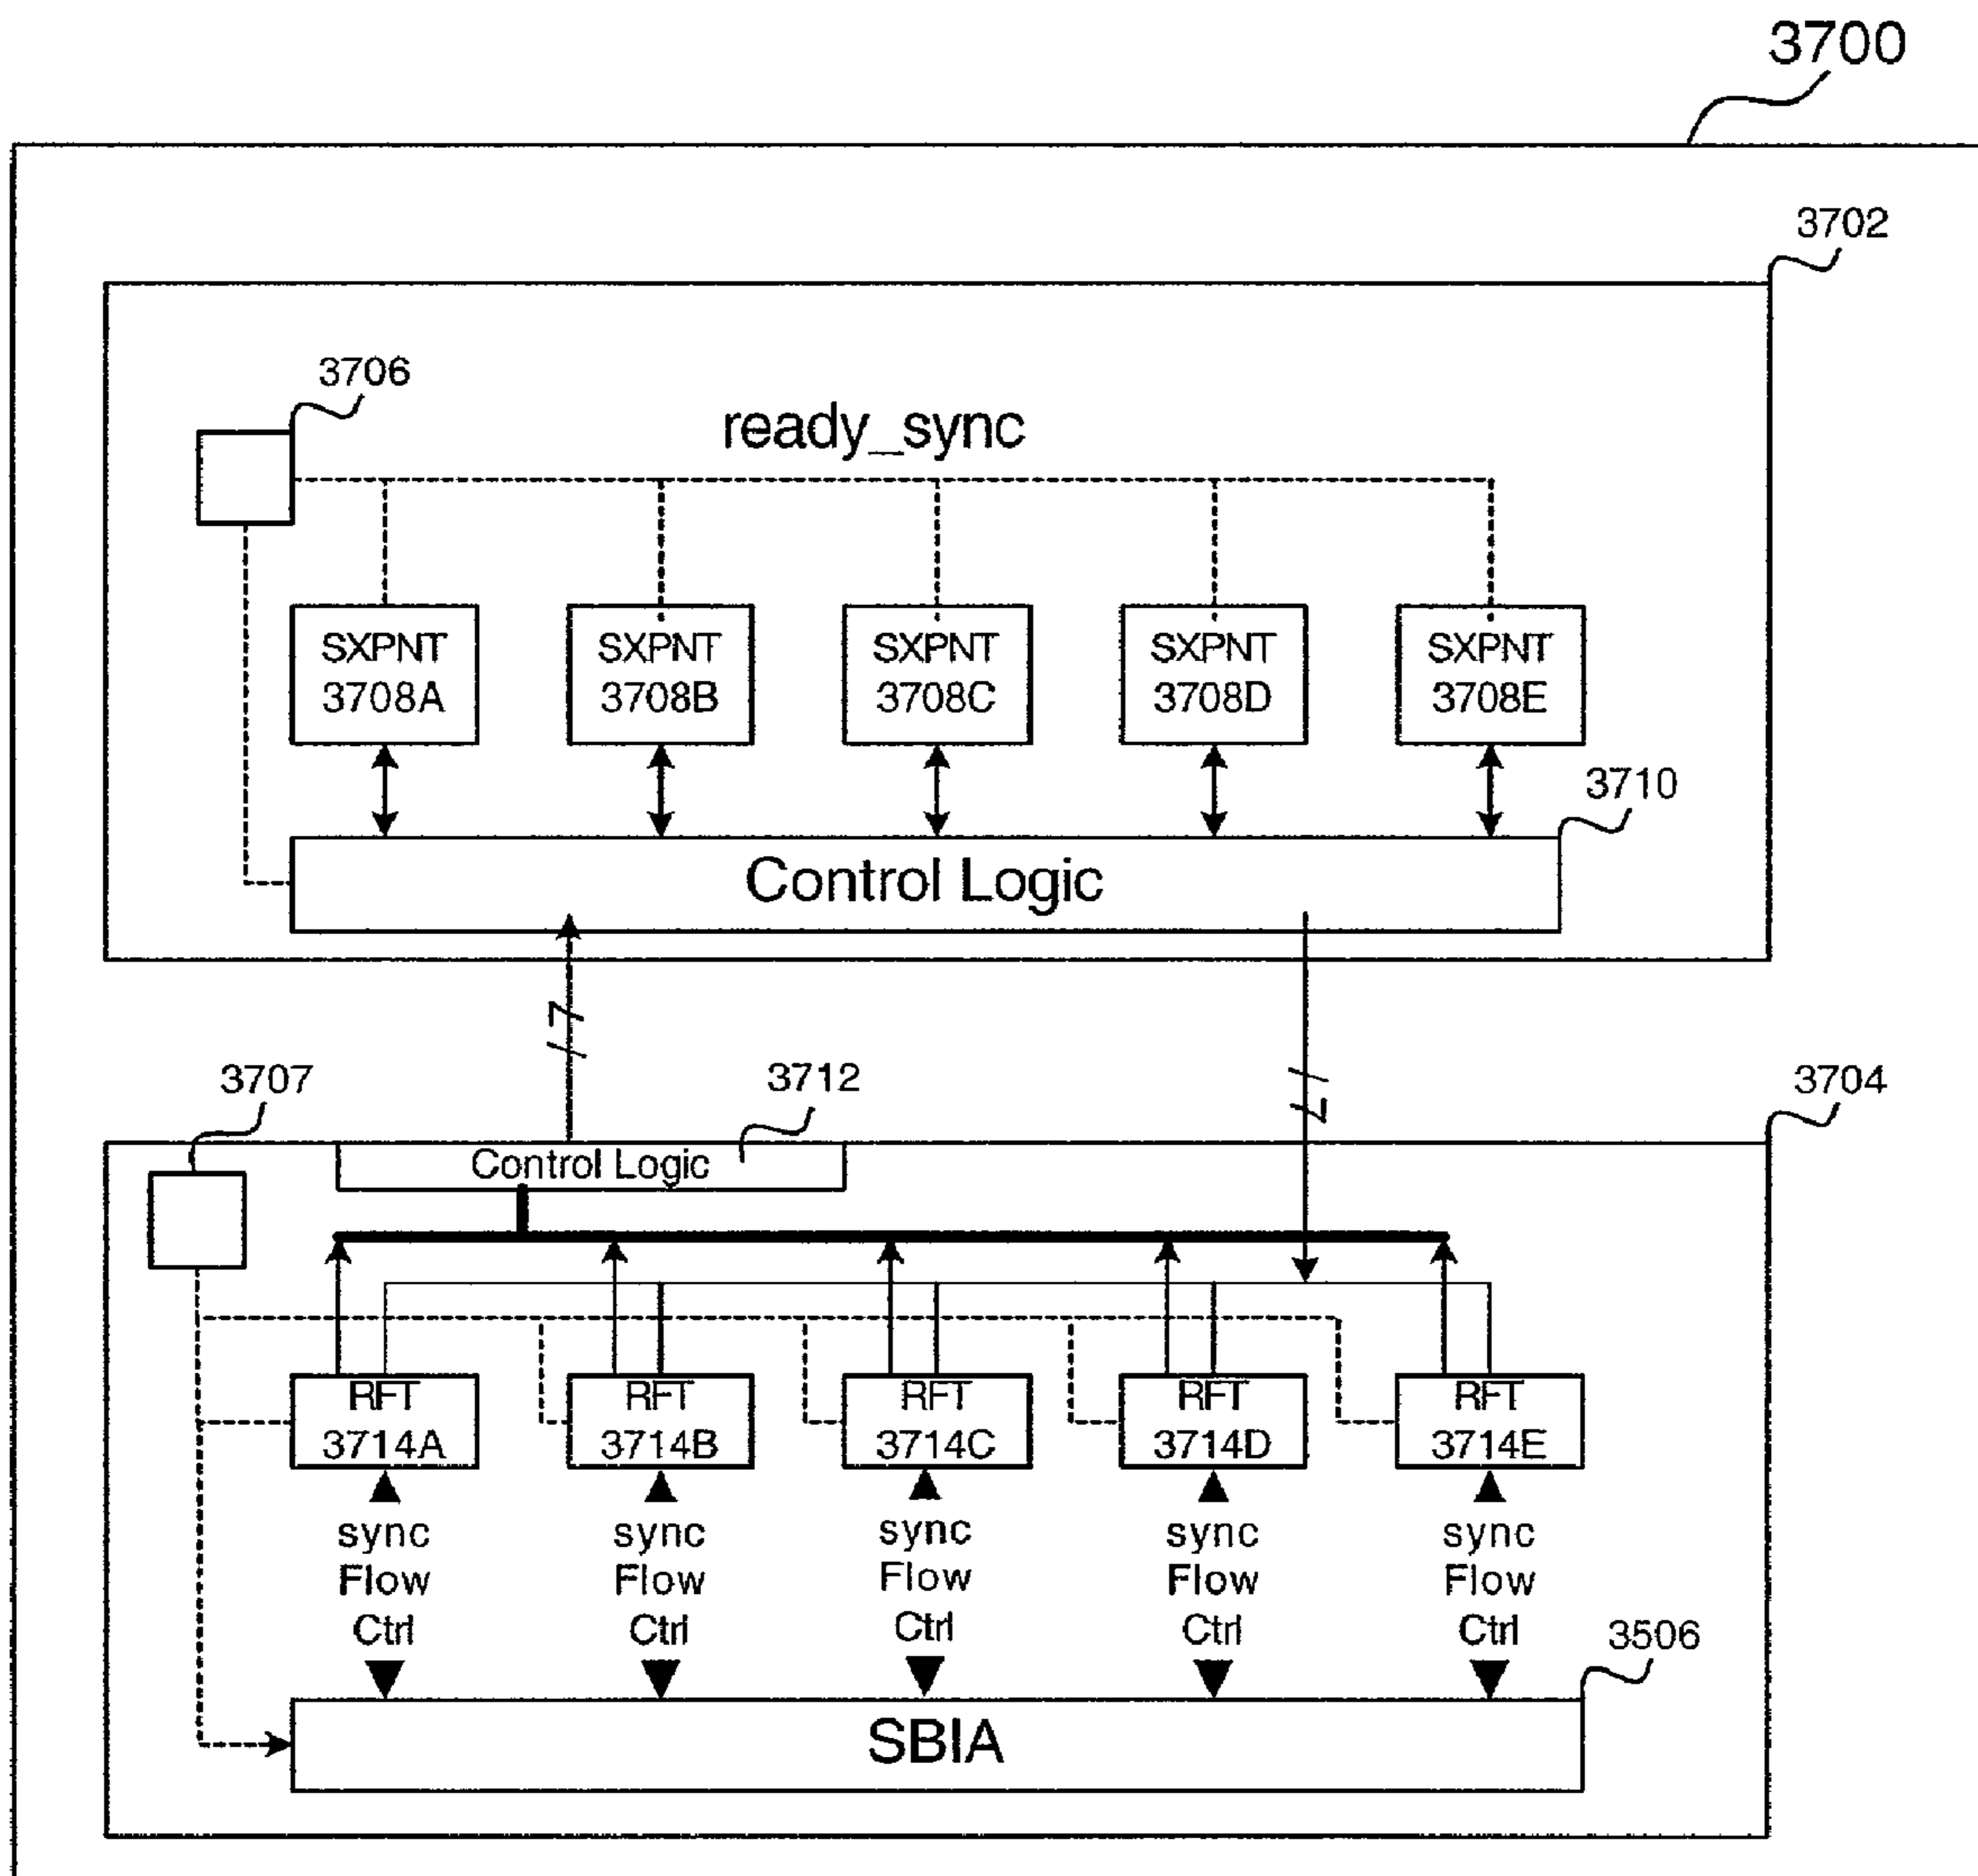 3700
3702
3706
ready_sync
SXPNT
3708A
SXPNT
3708B
SXPNT
3708C
SXPNT
3708D
SXPNT
3708E
3710
Control Logic
7
7
3707
3712
3704
Control Logic
RFT
3714A
RFT
3714B
RFT
3714C
RFT
3714D
RFT
3714E
sync
Flow
Ctrl
sync
Flow
Ctrl
sync
Flow
Ctrl
sync
Flow
Ctrl
sync
Flow
Ctrl
3506
SBIA